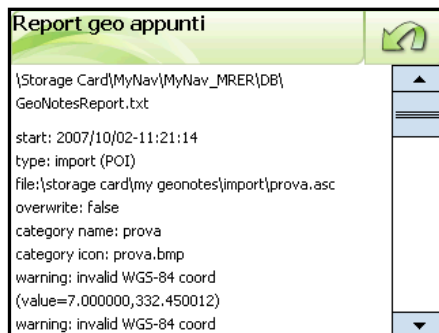 Report geo appunti
\Storage Card\MyNav\MyNav_MRER\DB\
GeoNotesReport.txt
start: 2007/10/02-11:21:14
type: import (POI)
file:\storage card\my geonotes\import\prova.asc
overwrite: false
category name: prova
category icon: prova.bmp
warning: invalid WGS-84 coord
(value=7.000000,332.450012)
warning: invalid WGS-84 coord